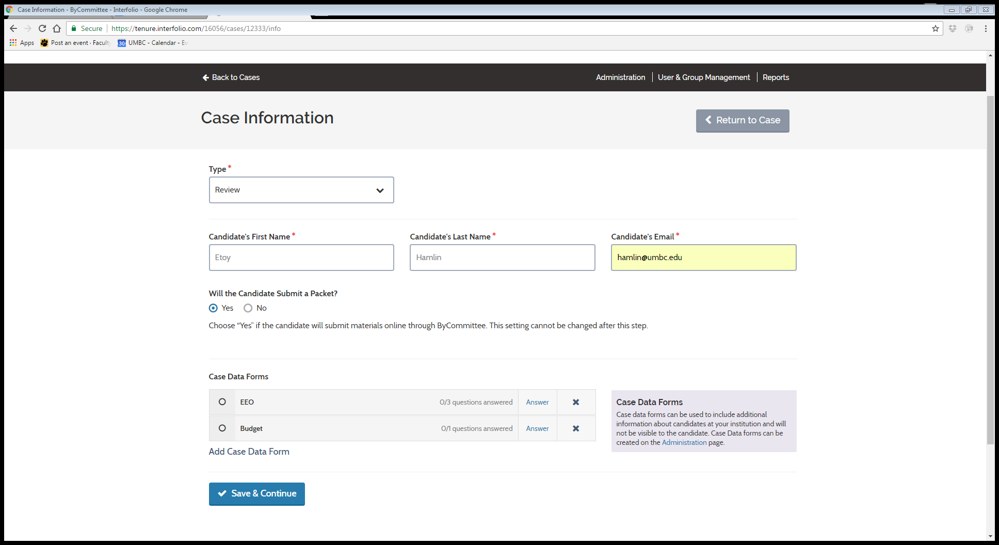 Case Information - ByCommittee - Interfolio - Google Chrome
Secure
https://tenure.interfolio.com/16056/cases/12333/info
Apps
Post an event · Faculty
30
UMBC - Calendar - Ev
Back to Cases
Administration
User & Group Management
Reports
Case Information
Return to Case
Type *
Review
Candidate's First Name *
Candidate's Last Name *
Candidate's Email *
Etoy
Hamlin
hamlin@umbc.edu
Will the Candidate Submit a Packet?
Yes
No
Choose “Yes” if the candidate will submit materials online through ByCommittee. This setting cannot be changed after this step.
Case Data Forms
EEO
0/3 questions answered
Answer
Budget
0/1 questions answered
Answer
Add Case Data Form
Case Data Forms
Case data forms can be used to include additional
information about candidates at your institution and will
not be visible to the candidate. Case Data forms can be
created on the Administration page.
Save & Continue